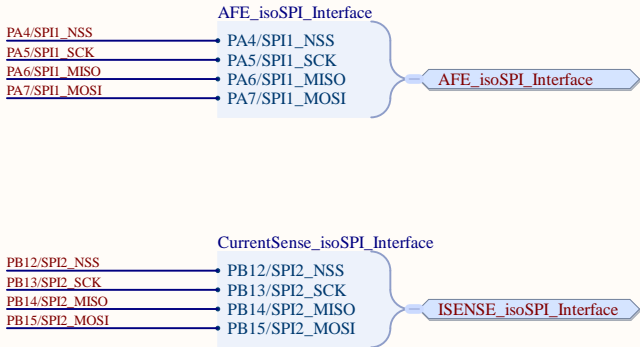 AFE_isoSPI_Interface
PA4/SPI1_NSS PA4/SPI1_NSS
PA5/SPI1_SCK PA5/SPI1_SCK
PA6/SPI1_MISO PA6/SPI1_MISO AFE_isoSPI_Interface
PA7/SPI1_MOSI PA7/SPI1_MOSI
CurrentSense_isoSPI_Interface
PB12/SPI2_NSS PB12/SPI2_NSS
PB13/SPI2_SCK PB13/SPI2_SCK
PB14/SPI2_MISO PB14/SPI2_MISO ISENSE_isoSPI_Interface
PB15/SPI2_MOSI PB15/SPI2_MOSI